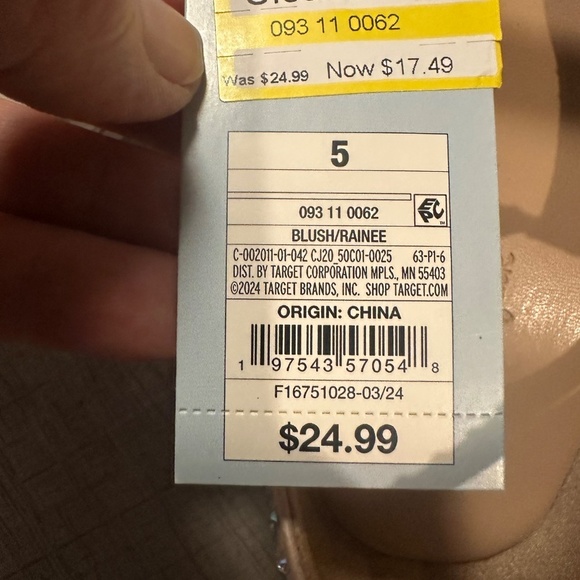 093 11 0062
Was $24.99 Now $17.49
5
093 11 0062
EPC
BLUSH/RAINEE
C-002011-01-042 CJ20_50C01-0025 63-P1-6
DIST. BY TARGET CORPORATION MPLS., MN 55403
©2024 TARGET BRANDS, INC. SHOP TARGET.COM
ORIGIN: CHINA
1 97543 57054 8
F16751028-03/24
$24.99